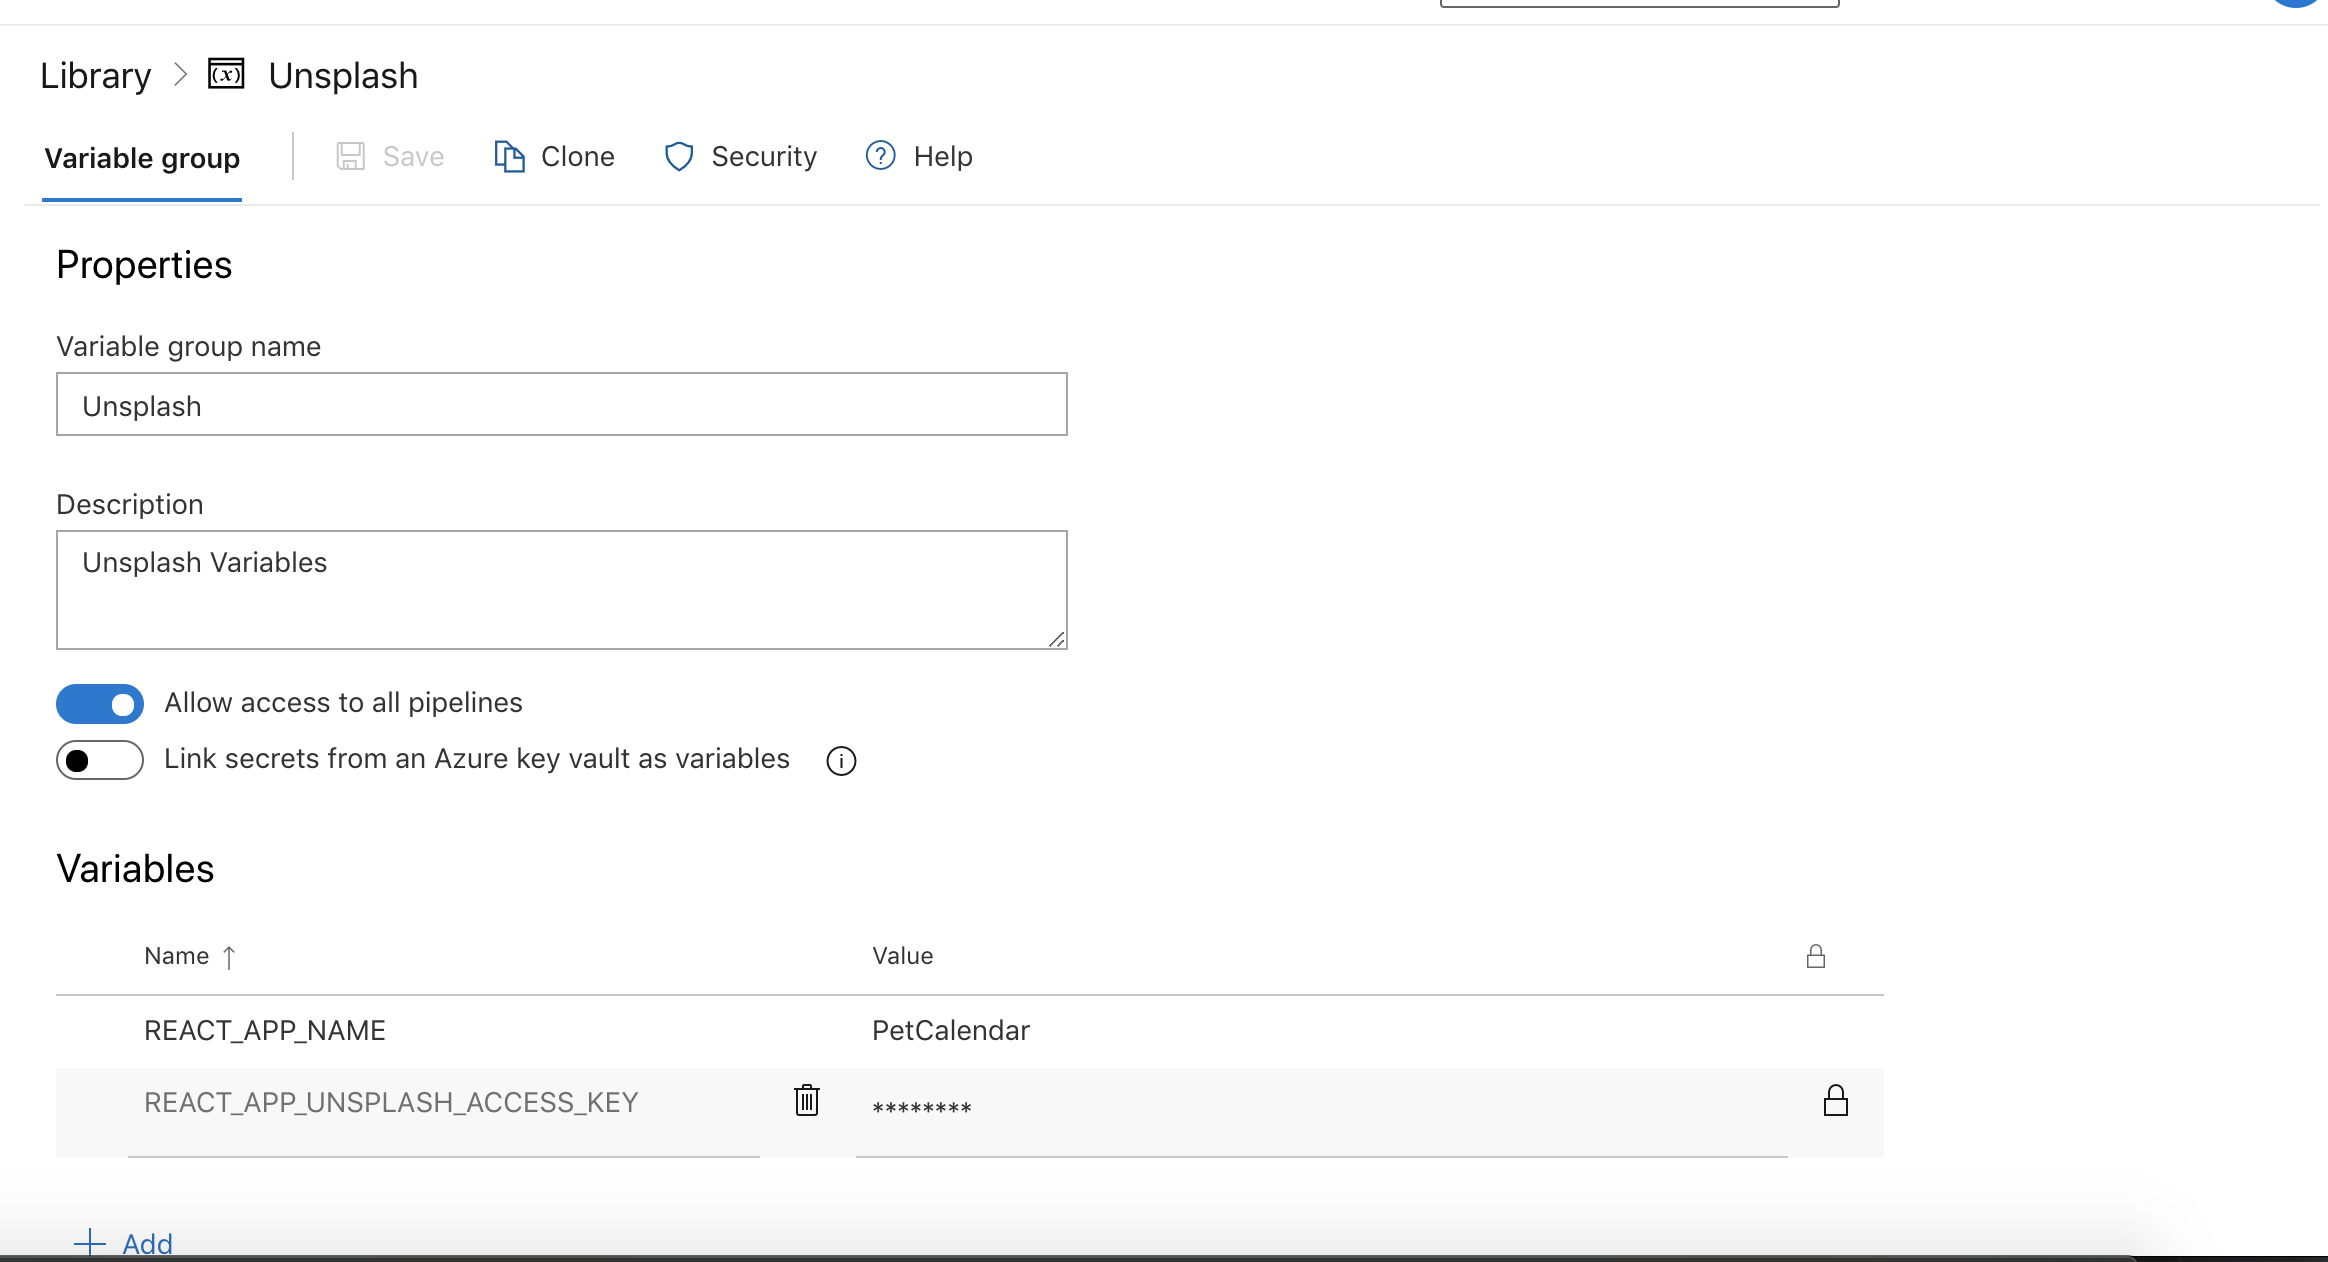 Library > (x) Unsplash
Variable group Save Clone Security ? Help
Properties
Variable group name
Unsplash
Description
Unsplash Variables
Allow access to all pipelines
Link secrets from an Azure key vault as variables i
Variables
Name ↑ Value
REACT_APP_NAME PetCalendar
REACT_APP_UNSPLASH_ACCESS_KEY ********
+ Add